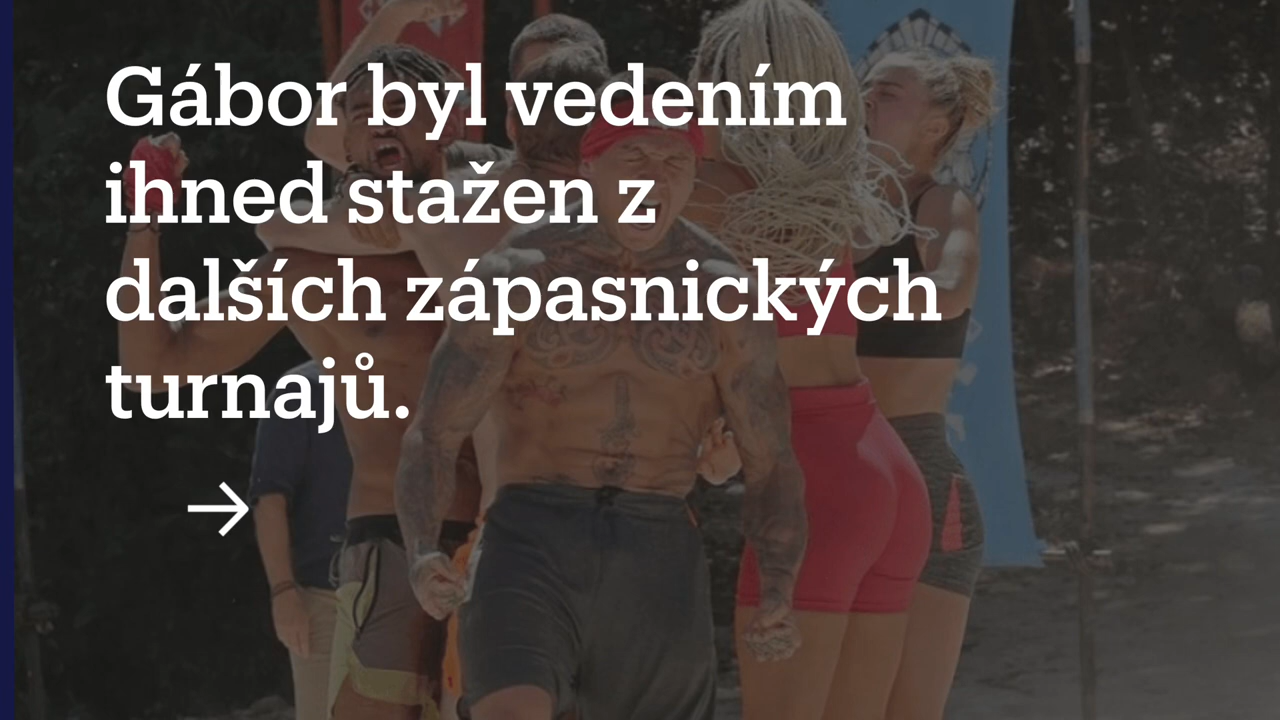 Gábor byl vedením
ihned stažen z
dalších zápasnických
turnajů.